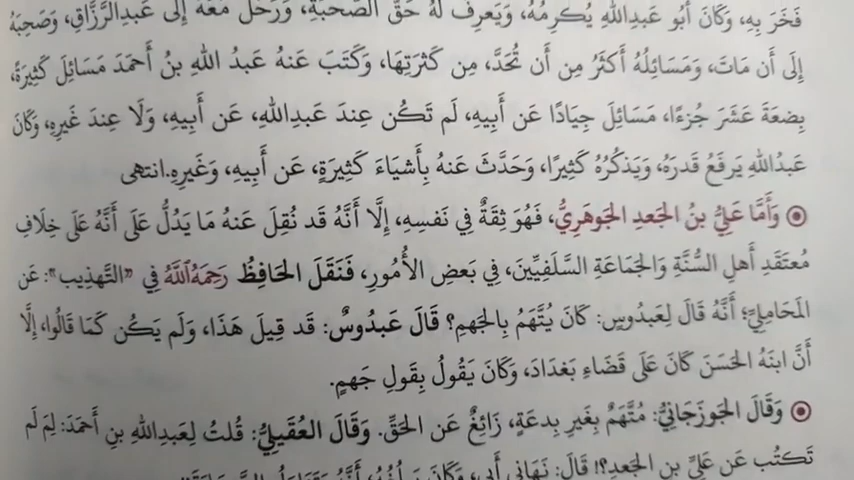 فَخَرَ بِهِ، وَكَانَ أَبُو عَبدِاللهِ يُكرِمُهُ، وَيَعرِفُ لَهُ حَقَّ الصُّحبَةِ، وَرَحَلَ مَعَهُ إِلَى عَبدِالرَّزَّاقِ، وَصَحِبَهُ
إِلَى أَن مَاتَ، وَمَسَائِلُهُ أَكثَرُ مِن أَن تُحَدَّ، مِن كَثرَتِهَا، وَكَتَبَ عَنهُ عَبدُ اللهِ بنُ أَحمَدَ مَسَائِلَ كَثِيرَةً،
بِضعَةَ عَشَرَ جُزءًا، مَسَائِلَ جِيَادًا عَن أَبِيهِ، لَم تَكُن عِندَ عَبدِاللهِ، عَن أَبِيهِ، وَلَا عِندَ غَيرِهِ، وَكَانَ
عَبدُاللهِ يَرفَعُ قَدرَهُ، وَيَذكُرُهُ كَثِيرًا، وَحَدَّثَ عَنهُ بِأَشيَاءَ كَثِيرَةٍ، عَن أَبِيهِ، وَغَيرِهِ.انتهى
وَأَمَّا عَلِيُّ بنُ الجَعدِ الجَوهَرِيُّ، فَهُوَ ثِقَةٌ فِي نَفسِهِ، إِلَّا أَنَّهُ قَد نُقِلَ عَنهُ مَا يَدُلُّ عَلَى أَنَّهُ عَلَى خِلَافِ
مُعتَقَدِ أَهلِ السُّنَّةِ وَالجَمَاعَةِ السَّلَفِيِّينَ، فِي بَعضِ الأُمُورِ، فَنَقَلَ الحَافِظُ رَحِمَهُ اللَّهُ فِي «التَّهذِيب»: عَن
المَحَامِلِيِّ؛ أَنَّهُ قَالَ لِعَبدُوسٍ: كَانَ يُتَّهَمُ بِالجَهمِ؟ قَالَ عَبدُوسٌ: قَد قِيلَ هَذَا، وَلَم يَكُن كَمَا قَالُوا، إِلَّا
أَنَّ ابنَهُ الحَسَنَ كَانَ عَلَى قَضَاءِ بَغدَادَ، وَكَانَ يَقُولُ بِقَولِ جَهمٍ.
وَقَالَ الجَوزَجَانِيُّ: مُتَّهَمٌ بِغَيرِ بِدعَةٍ، زَائِغٌ عَن الحَقِّ. وَقَالَ العُقَيلِيُّ: قُلتُ لِعَبدِاللهِ بنِ أَحمَدَ: لِمَ لَم
تَكتُب عَن عَلِيِّ بنِ الجَعدِ؟! قَالَ: نَهَانِي أَبِي، وَكَانَ